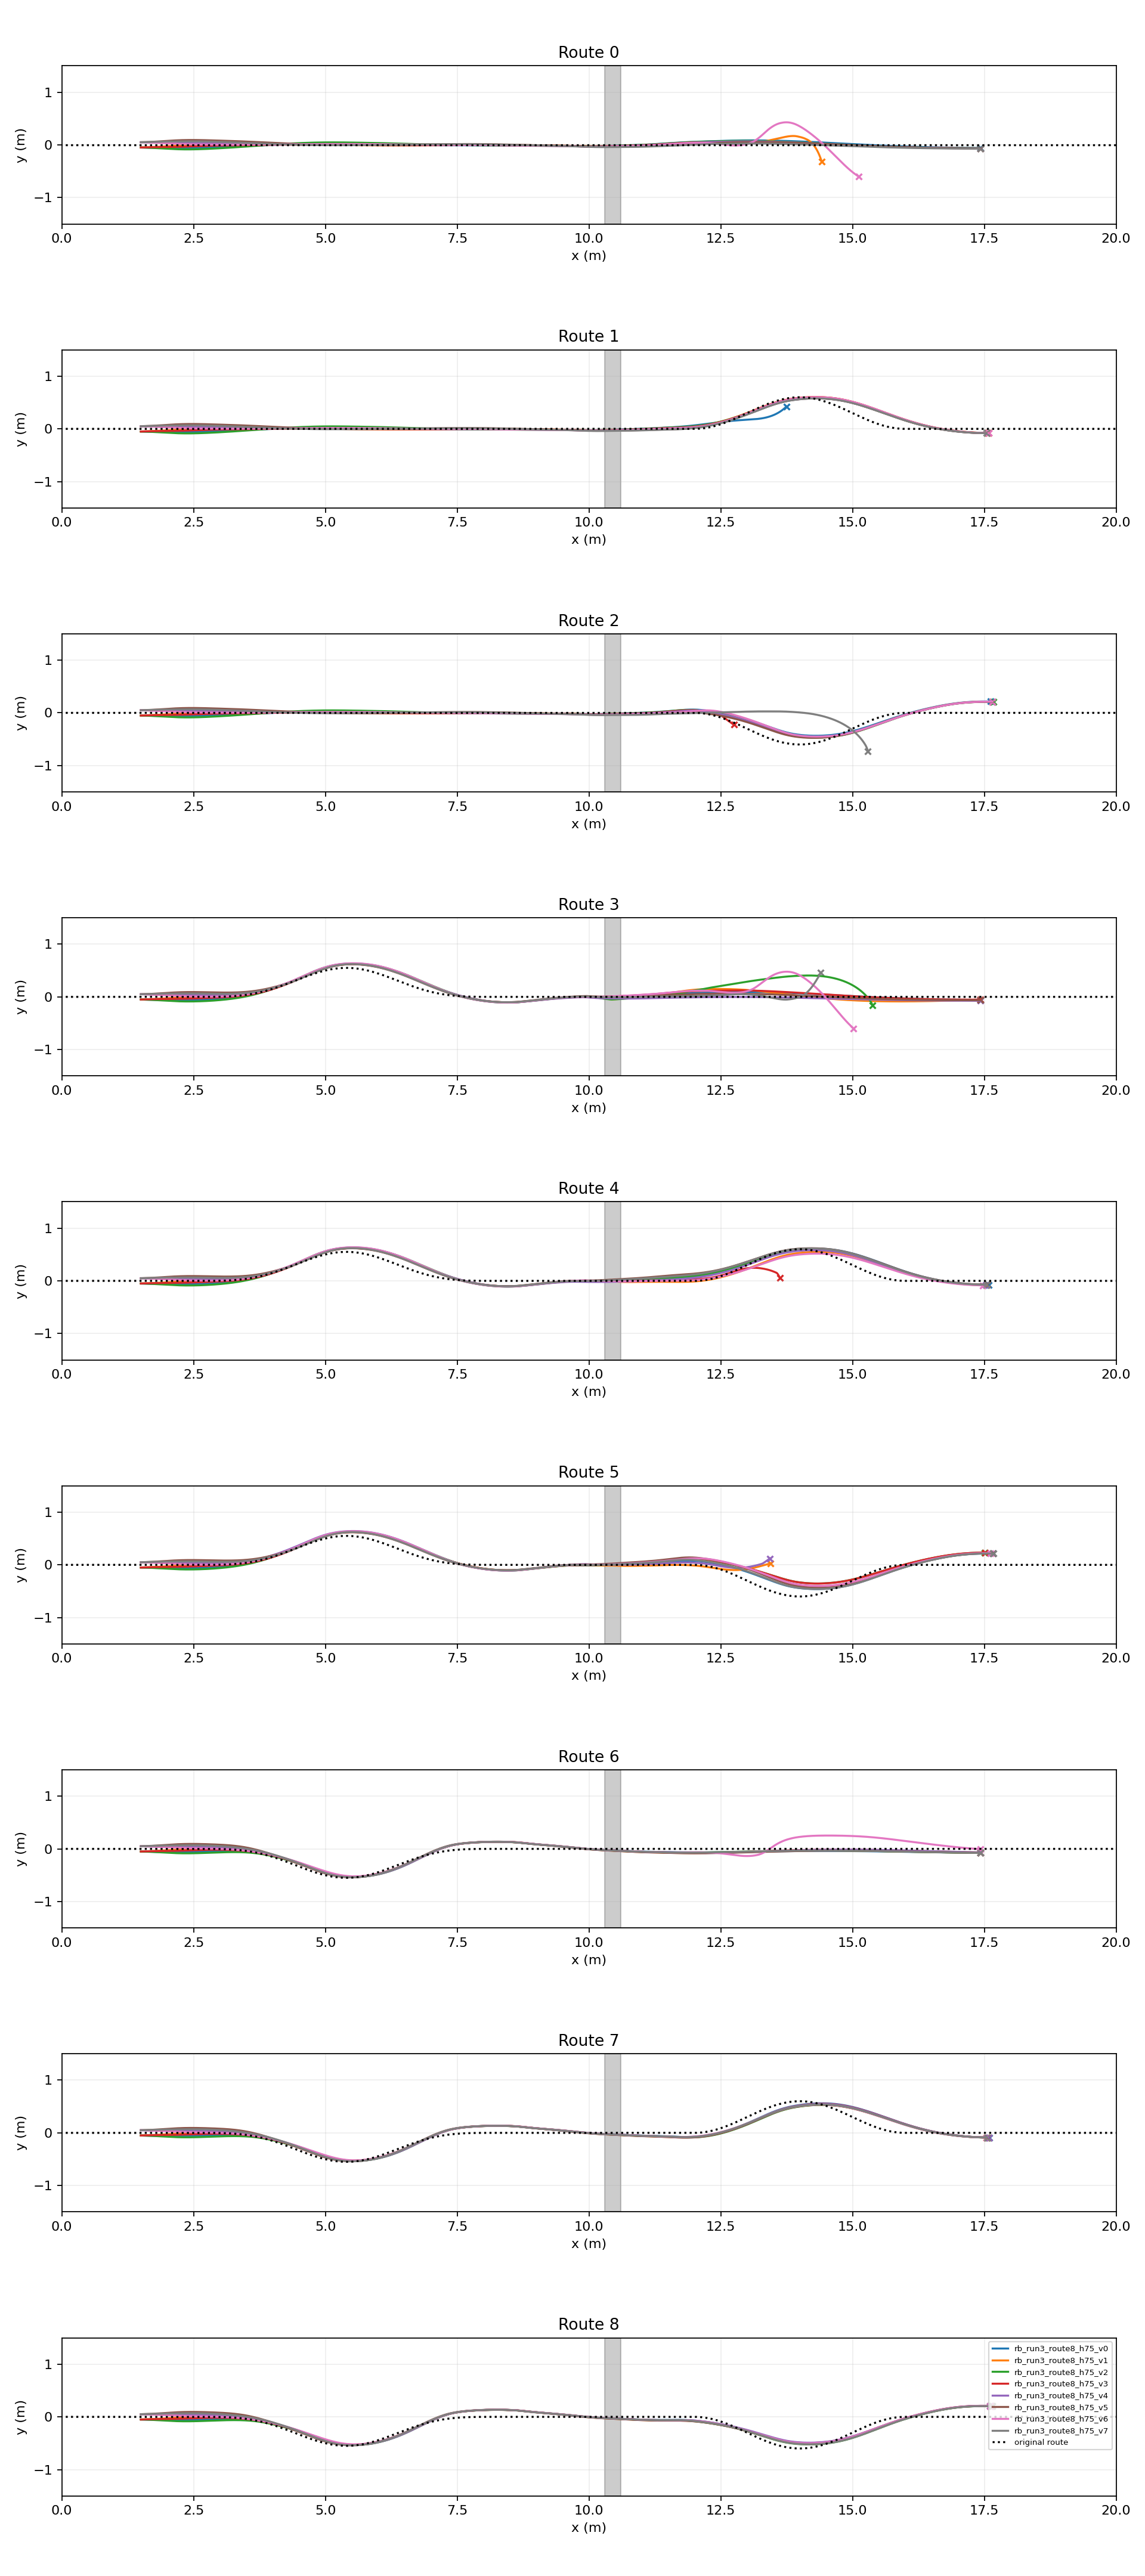 Route 0
1
0
−1
y (m)
0.0 2.5 5.0 7.5 10.0 12.5 15.0 17.5 20.0
x (m)
Route 1
1
0
−1
y (m)
0.0 2.5 5.0 7.5 10.0 12.5 15.0 17.5 20.0
x (m)
Route 2
1
0
−1
y (m)
0.0 2.5 5.0 7.5 10.0 12.5 15.0 17.5 20.0
x (m)
Route 3
1
0
−1
y (m)
0.0 2.5 5.0 7.5 10.0 12.5 15.0 17.5 20.0
x (m)
Route 4
1
0
−1
y (m)
0.0 2.5 5.0 7.5 10.0 12.5 15.0 17.5 20.0
x (m)
Route 5
1
0
−1
y (m)
0.0 2.5 5.0 7.5 10.0 12.5 15.0 17.5 20.0
x (m)
Route 6
1
0
−1
y (m)
0.0 2.5 5.0 7.5 10.0 12.5 15.0 17.5 20.0
x (m)
Route 7
1
0
−1
y (m)
0.0 2.5 5.0 7.5 10.0 12.5 15.0 17.5 20.0
x (m)
Route 8
1
0
−1
y (m)
rb_run3_route8_h75_v0
rb_run3_route8_h75_v1
rb_run3_route8_h75_v2
rb_run3_route8_h75_v3
rb_run3_route8_h75_v4
rb_run3_route8_h75_v5
rb_run3_route8_h75_v6
rb_run3_route8_h75_v7
original route
0.0 2.5 5.0 7.5 10.0 12.5 15.0 17.5 20.0
x (m)